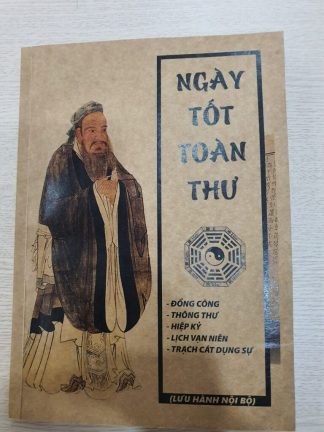 NGÀY
TỐT
TOÀN
THƯ
- ĐỔNG CÔNG
- THÔNG THƯ
- HIỆP KỶ
- LỊCH VẠN NIÊN
- TRẠCH CÁT DỤNG SỰ
(LƯU HÀNH NỘI BỘ)